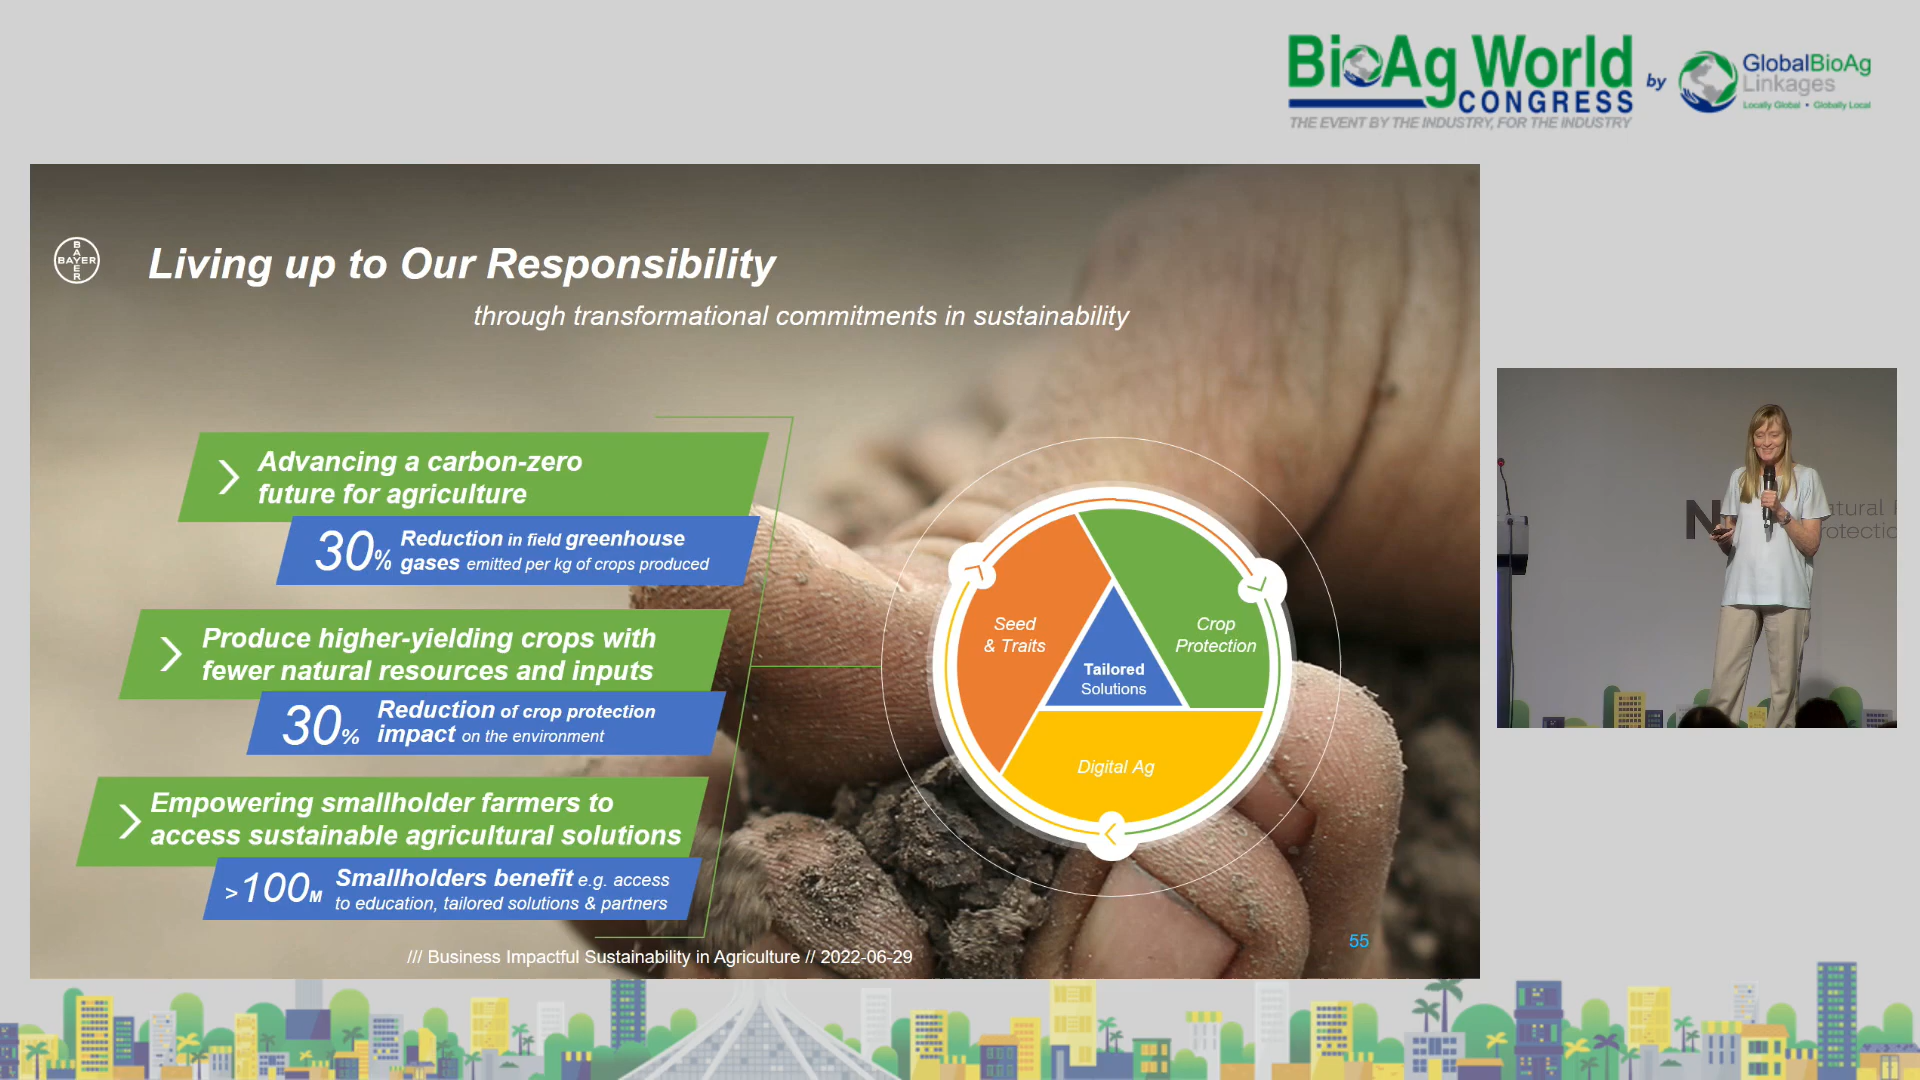 BioAg World
CONGRESS
THE EVENT BY THE INDUSTRY, FOR THE INDUSTRY
by
GlobalBioAg
Linkages
Locally Global • Globally Local
BAYER
BAYER
Living up to Our Responsibility
through transformational commitments in sustainability
Advancing a carbon-zero
future for agriculture
30% Reduction in field greenhouse
gases emitted per kg of crops produced
Produce higher-yielding crops with
fewer natural resources and inputs
30% Reduction of crop protection
impact on the environment
Empowering smallholder farmers to
access sustainable agricultural solutions
>100M Smallholders benefit e.g. access
to education, tailored solutions & partners
Seed
& Traits
Crop
Protection
Tailored
Solutions
Digital Ag
/// Business Impactful Sustainability in Agriculture // 2022-06-29
55
N
atural
rotectio